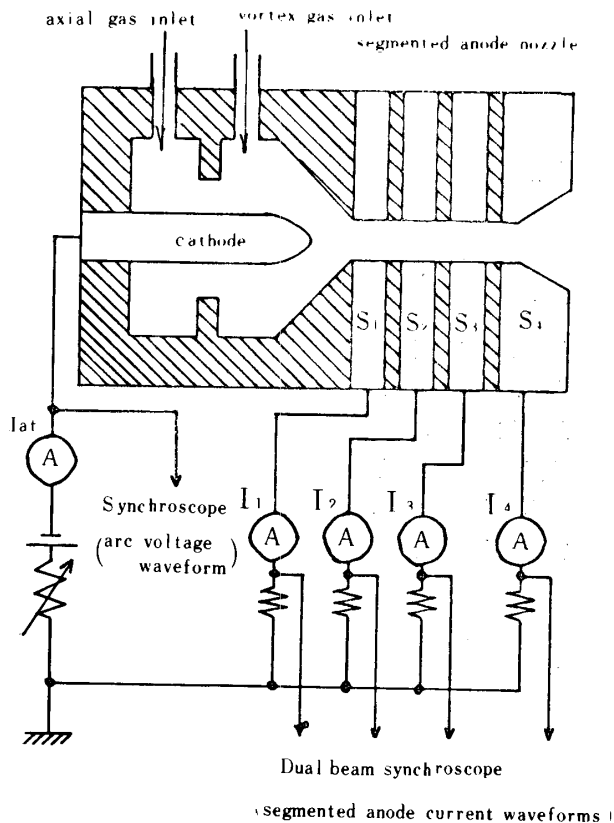 axial gas inlet
vortex gas inlet
segmented anode nozzle
cathode
S1 S2 S3 S4
Iat
A
Synchroscope
(arc voltage
waveform)
I1 I2 I3 I4
A A A A
Dual beam synchroscope
(segmented anode current waveforms)